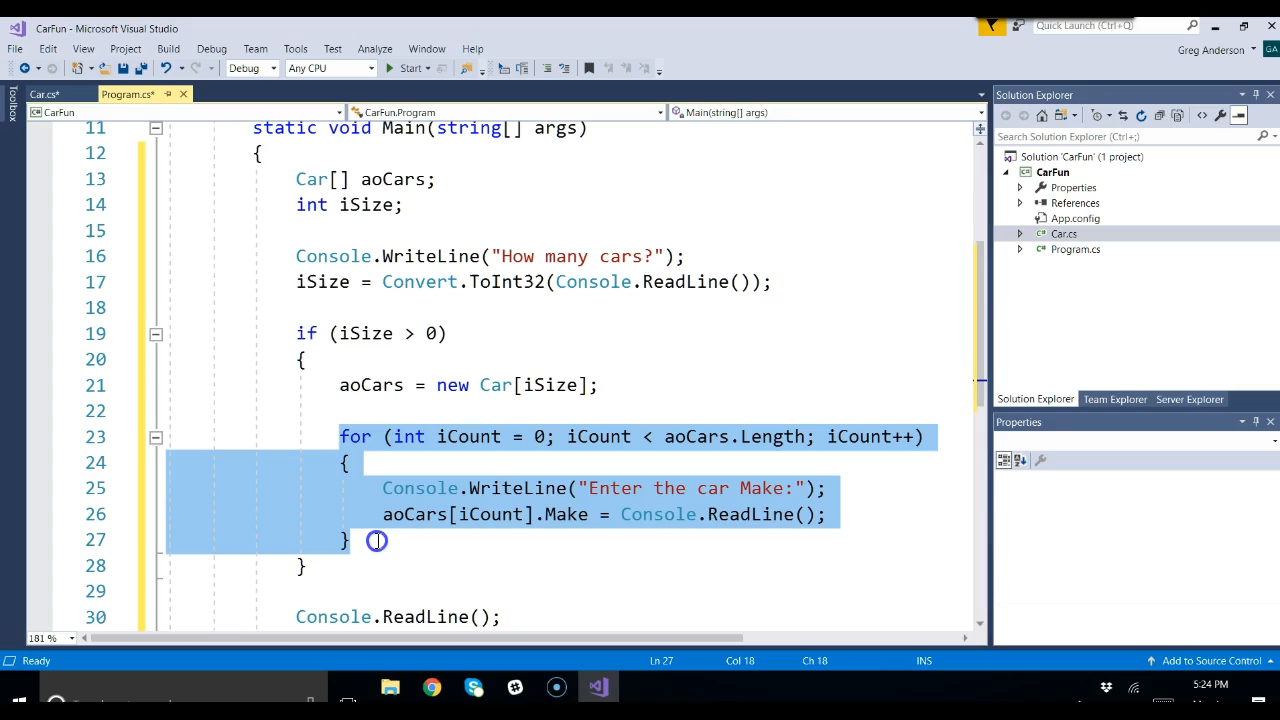 CarFun - Microsoft Visual Studio
Quick Launch (Ctrl+;)
File Edit View Project Build Debug Team Tools Test Analyze Window Help
Greg Anderson GA
Debug Any CPU Start
Toolbox
Car.cs* Program.cs*
CarFun CarFun.Program Main(string[] args)
11 static void Main(string[] args)
12 {
13 Car[] aoCars;
14 int iSize;
15
16 Console.WriteLine("How many cars?");
17 iSize = Convert.ToInt32(Console.ReadLine());
18
19 if (iSize > 0)
20 {
21 aoCars = new Car[iSize];
22
23 for (int iCount = 0; iCount < aoCars.Length; iCount++)
24 {
25 Console.WriteLine("Enter the car Make:");
26 aoCars[iCount].Make = Console.ReadLine();
27 }
28 }
29
30 Console.ReadLine();
181 %
Solution Explorer
Search Solution Explorer (Ctrl+;)
Solution 'CarFun' (1 project)
CarFun
Properties
References
App.config
Car.cs
Program.cs
Solution Explorer Team Explorer Server Explorer
Properties
Ready Ln 27 Col 18 Ch 18 INS Add to Source Control
5:24 PM